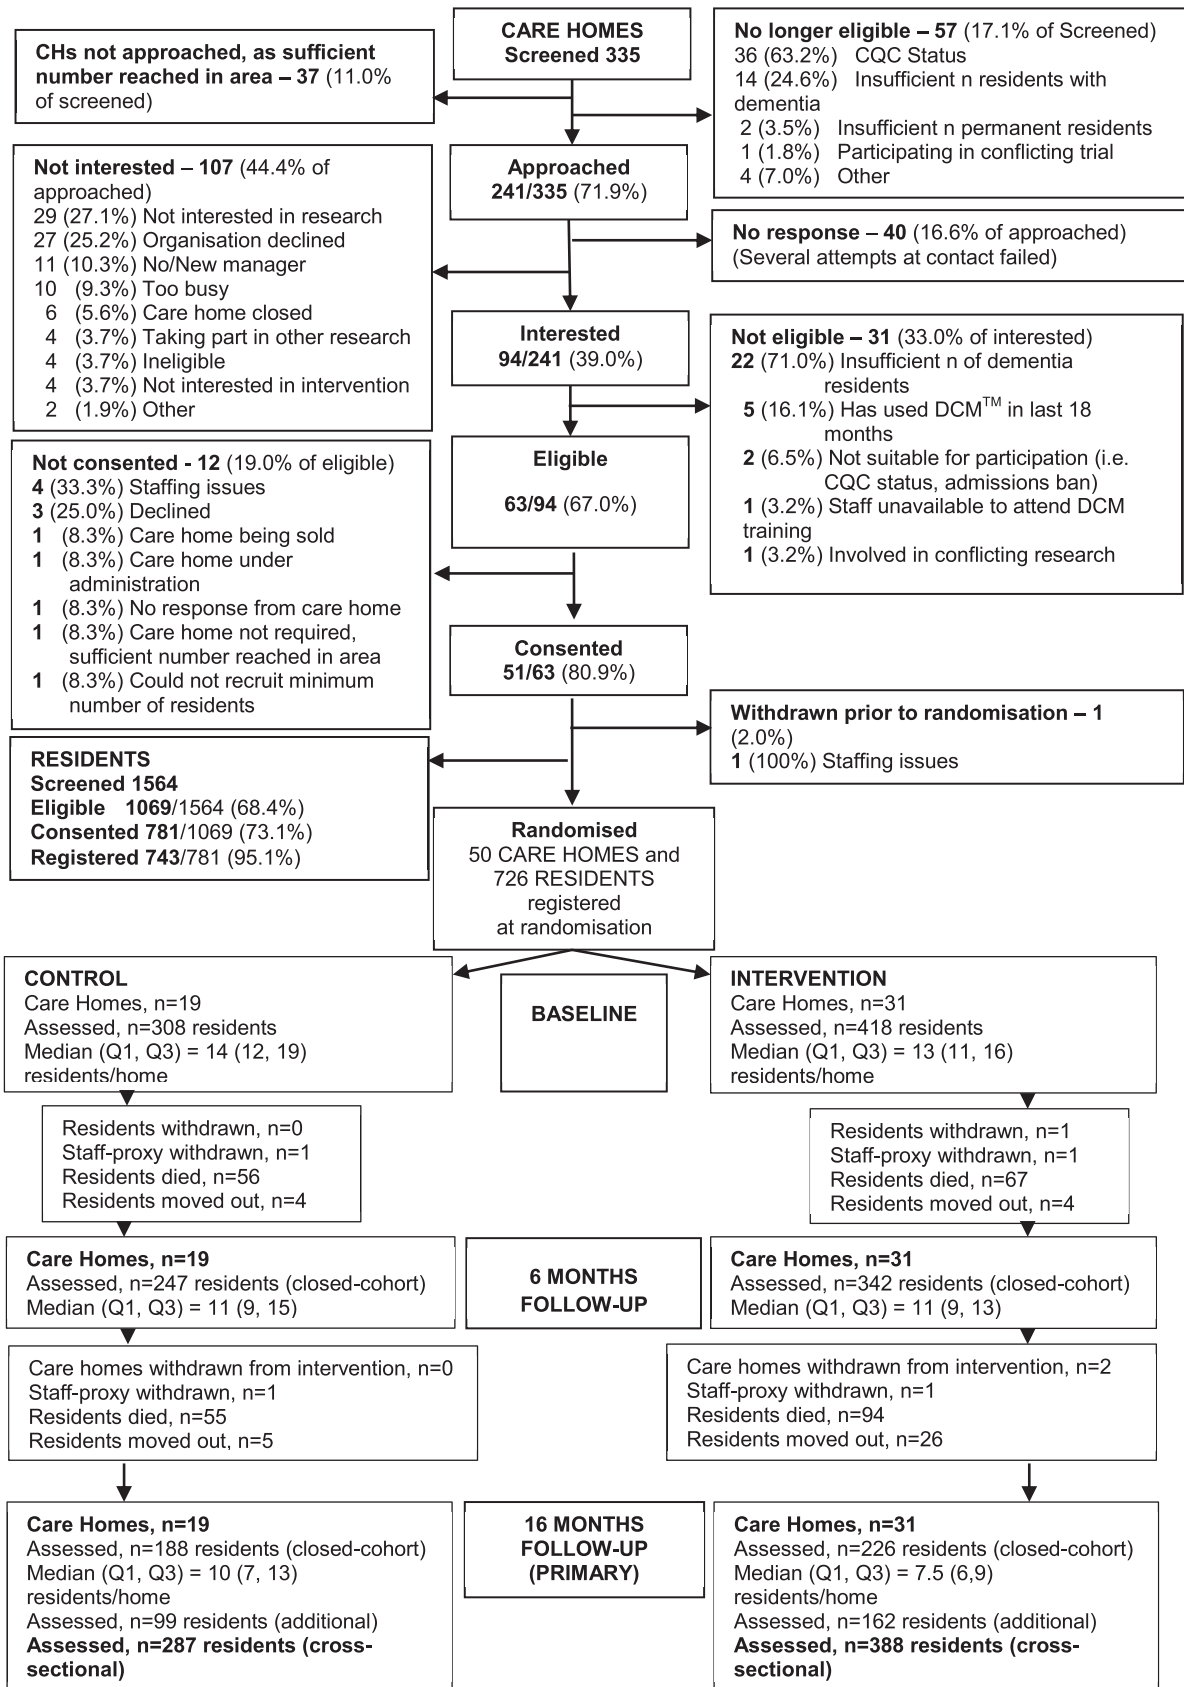 CARE HOMES
Screened 335
CHs not approached, as sufficient
number reached in area – 37 (11.0%
of screened)
No longer eligible – 57 (17.1% of Screened)
36 (63.2%) CQC Status
14 (24.6%) Insufficient n residents with
dementia
2 (3.5%) Insufficient n permanent residents
1 (1.8%) Participating in conflicting trial
4 (7.0%) Other
Approached
241/335 (71.9%)
Not interested – 107 (44.4% of
approached)
29 (27.1%) Not interested in research
27 (25.2%) Organisation declined
11 (10.3%) No/New manager
10 (9.3%) Too busy
6 (5.6%) Care home closed
4 (3.7%) Taking part in other research
4 (3.7%) Ineligible
4 (3.7%) Not interested in intervention
2 (1.9%) Other
No response – 40 (16.6% of approached)
(Several attempts at contact failed)
Interested
94/241 (39.0%)
Not eligible – 31 (33.0% of interested)
22 (71.0%) Insufficient n of dementia
residents
5 (16.1%) Has used DCM™ in last 18
months
2 (6.5%) Not suitable for participation (i.e.
CQC status, admissions ban)
1 (3.2%) Staff unavailable to attend DCM
training
1 (3.2%) Involved in conflicting research
Eligible
63/94 (67.0%)
Not consented - 12 (19.0% of eligible)
4 (33.3%) Staffing issues
3 (25.0%) Declined
1 (8.3%) Care home being sold
1 (8.3%) Care home under
administration
1 (8.3%) No response from care home
1 (8.3%) Care home not required,
sufficient number reached in area
1 (8.3%) Could not recruit minimum
number of residents
Consented
51/63 (80.9%)
Withdrawn prior to randomisation – 1
(2.0%)
1 (100%) Staffing issues
RESIDENTS
Screened 1564
Eligible 1069/1564 (68.4%)
Consented 781/1069 (73.1%)
Registered 743/781 (95.1%)
Randomised
50 CARE HOMES and
726 RESIDENTS
registered
at randomisation
CONTROL
Care Homes, n=19
Assessed, n=308 residents
Median (Q1, Q3) = 14 (12, 19)
residents/home
BASELINE
INTERVENTION
Care Homes, n=31
Assessed, n=418 residents
Median (Q1, Q3) = 13 (11, 16)
residents/home
Residents withdrawn, n=0
Staff-proxy withdrawn, n=1
Residents died, n=56
Residents moved out, n=4
Residents withdrawn, n=1
Staff-proxy withdrawn, n=1
Residents died, n=67
Residents moved out, n=4
Care Homes, n=19
Assessed, n=247 residents (closed-cohort)
Median (Q1, Q3) = 11 (9, 15)
6 MONTHS
FOLLOW-UP
Care Homes, n=31
Assessed, n=342 residents (closed-cohort)
Median (Q1, Q3) = 11 (9, 13)
Care homes withdrawn from intervention, n=0
Staff-proxy withdrawn, n=1
Residents died, n=55
Residents moved out, n=5
Care homes withdrawn from intervention, n=2
Staff-proxy withdrawn, n=1
Residents died, n=94
Residents moved out, n=26
Care Homes, n=19
Assessed, n=188 residents (closed-cohort)
Median (Q1, Q3) = 10 (7, 13)
residents/home
Assessed, n=99 residents (additional)
Assessed, n=287 residents (cross-
sectional)
16 MONTHS
FOLLOW-UP
(PRIMARY)
Care Homes, n=31
Assessed, n=226 residents (closed-cohort)
Median (Q1, Q3) = 7.5 (6,9)
residents/home
Assessed, n=162 residents (additional)
Assessed, n=388 residents (cross-
sectional)